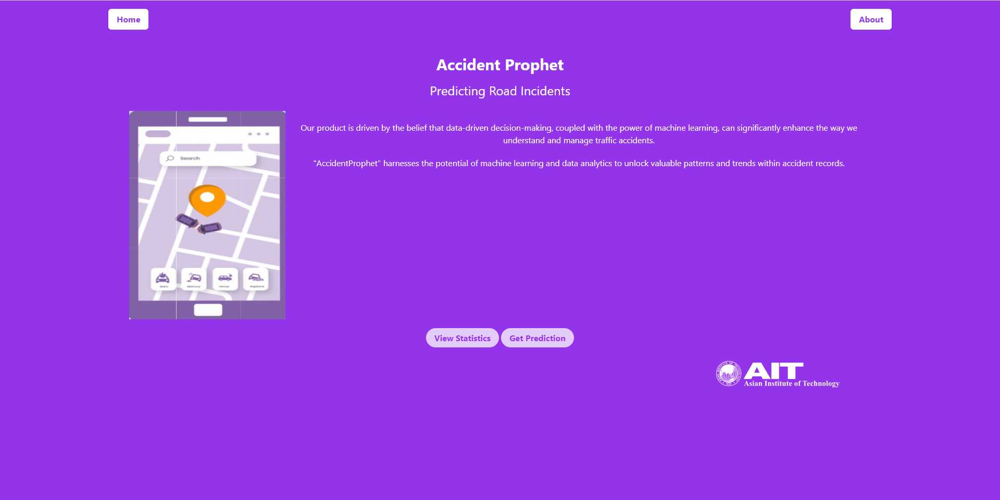 Home
About
Accident Prophet
Predicting Road Incidents
Our product is driven by the belief that data-driven decision-making, coupled with the power of machine learning, can significantly enhance the way we
understand and manage traffic accidents.
"AccidentProphet" harnesses the potential of machine learning and data analytics to unlock valuable patterns and trends within accident records.
Search
Mars
Mercury
Venus
Neptune
View Statistics
Get Prediction
AIT
Asian Institute of Technology